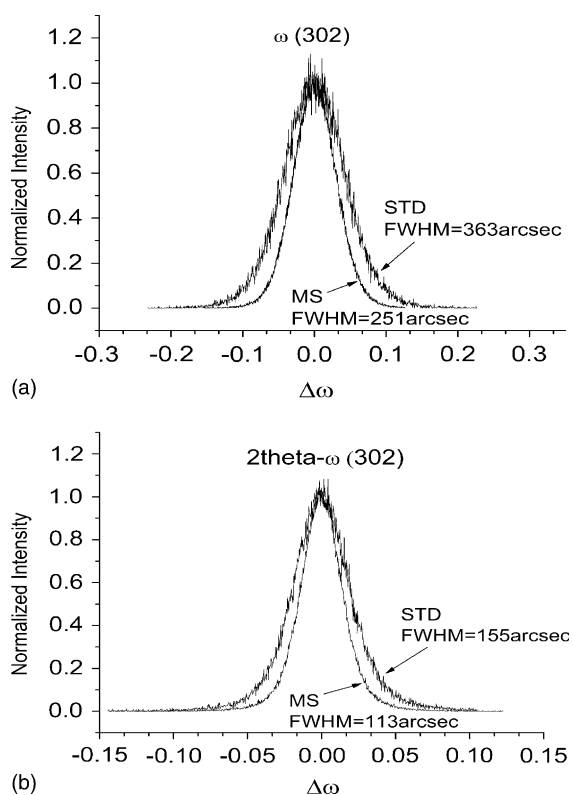 ω (302)
1.2
1.0
0.8
0.6
0.4
0.2
0.0
Normalized Intensity
STD
FWHM=363arcsec
MS
FWHM=251arcsec
-0.3 -0.2 -0.1 0.0 0.1 0.2 0.3
(a)
Δω
2theta-ω (302)
1.2
1.0
0.8
0.6
0.4
0.2
0.0
Normalized Intensity
STD
FWHM=155arcsec
MS
FWHM=113arcsec
-0.15 -0.10 -0.05 0.00 0.05 0.10 0.15
(b)
Δω